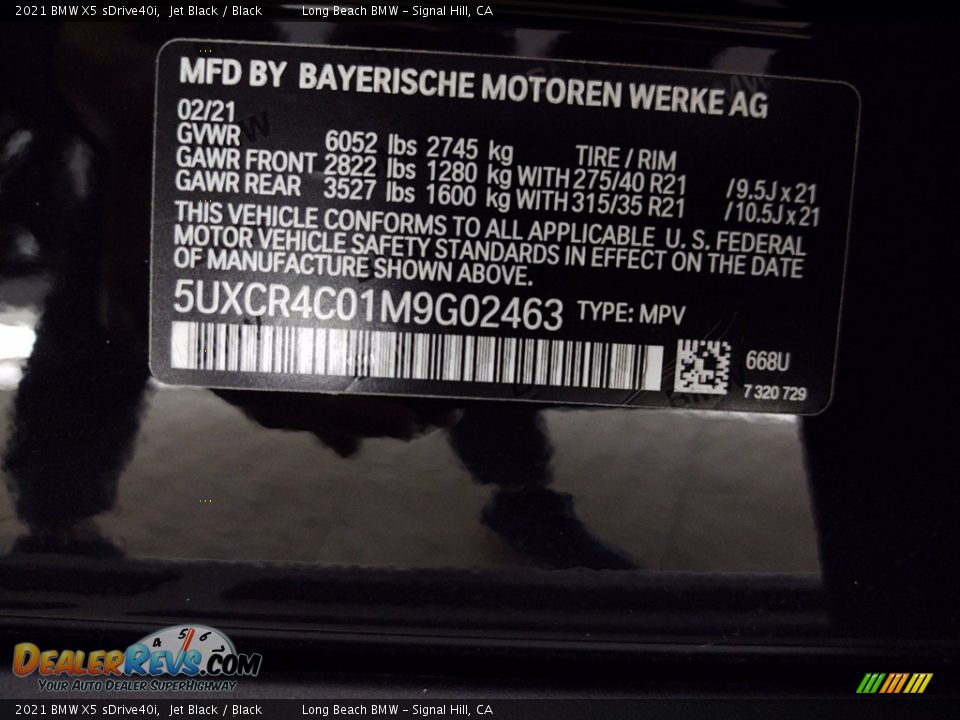 2021 BMW X5 sDrive40i, Jet Black / Black Long Beach BMW - Signal Hill, CA
MFD BY BAYERISCHE MOTOREN WERKE AG
02/21
GVWR 6052 lbs 2745 kg TIRE / RIM
GAWR FRONT 2822 lbs 1280 kg WITH 275/40 R21 /9.5J x 21
GAWR REAR 3527 lbs 1600 kg WITH 315/35 R21 /10.5J x 21
THIS VEHICLE CONFORMS TO ALL APPLICABLE U. S. FEDERAL
MOTOR VEHICLE SAFETY STANDARDS IN EFFECT ON THE DATE
OF MANUFACTURE SHOWN ABOVE.
5UXCR4C01M9G02463 TYPE: MPV
668U
7 320 729
4 5 6
DEALERREVS.COM
YOUR AUTO DEALER SUPERHIGHWAY
2021 BMW X5 sDrive40i, Jet Black / Black Long Beach BMW - Signal Hill, CA